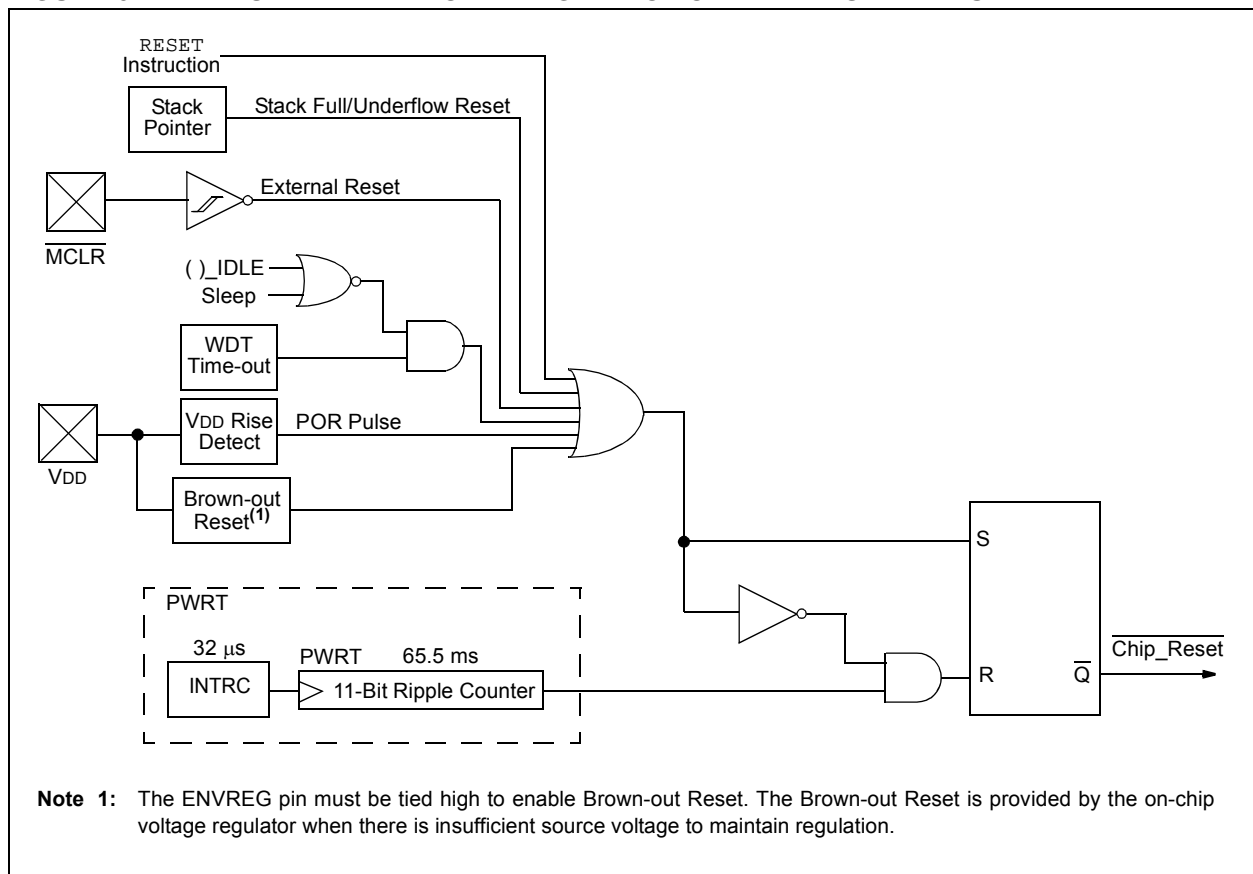 RESET
Instruction
Stack
Pointer
Stack Full/Underflow Reset
External Reset
MCLR
( )_IDLE
Sleep
WDT
Time-out
VDD Rise
Detect
POR Pulse
VDD
Brown-out
Reset(1)
S
PWRT
32 μs
PWRT
65.5 ms
INTRC
11-Bit Ripple Counter
R
Q
Chip_Reset
Note 1: The ENVREG pin must be tied high to enable Brown-out Reset. The Brown-out Reset is provided by the on-chip
voltage regulator when there is insufficient source voltage to maintain regulation.